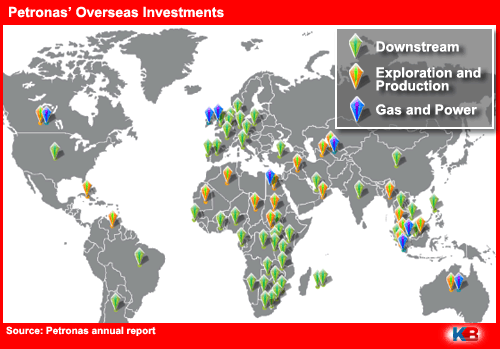 Petronas' Overseas Investments
Downstream
Exploration and
Production
Gas and Power
Source: Petronas annual report
KB